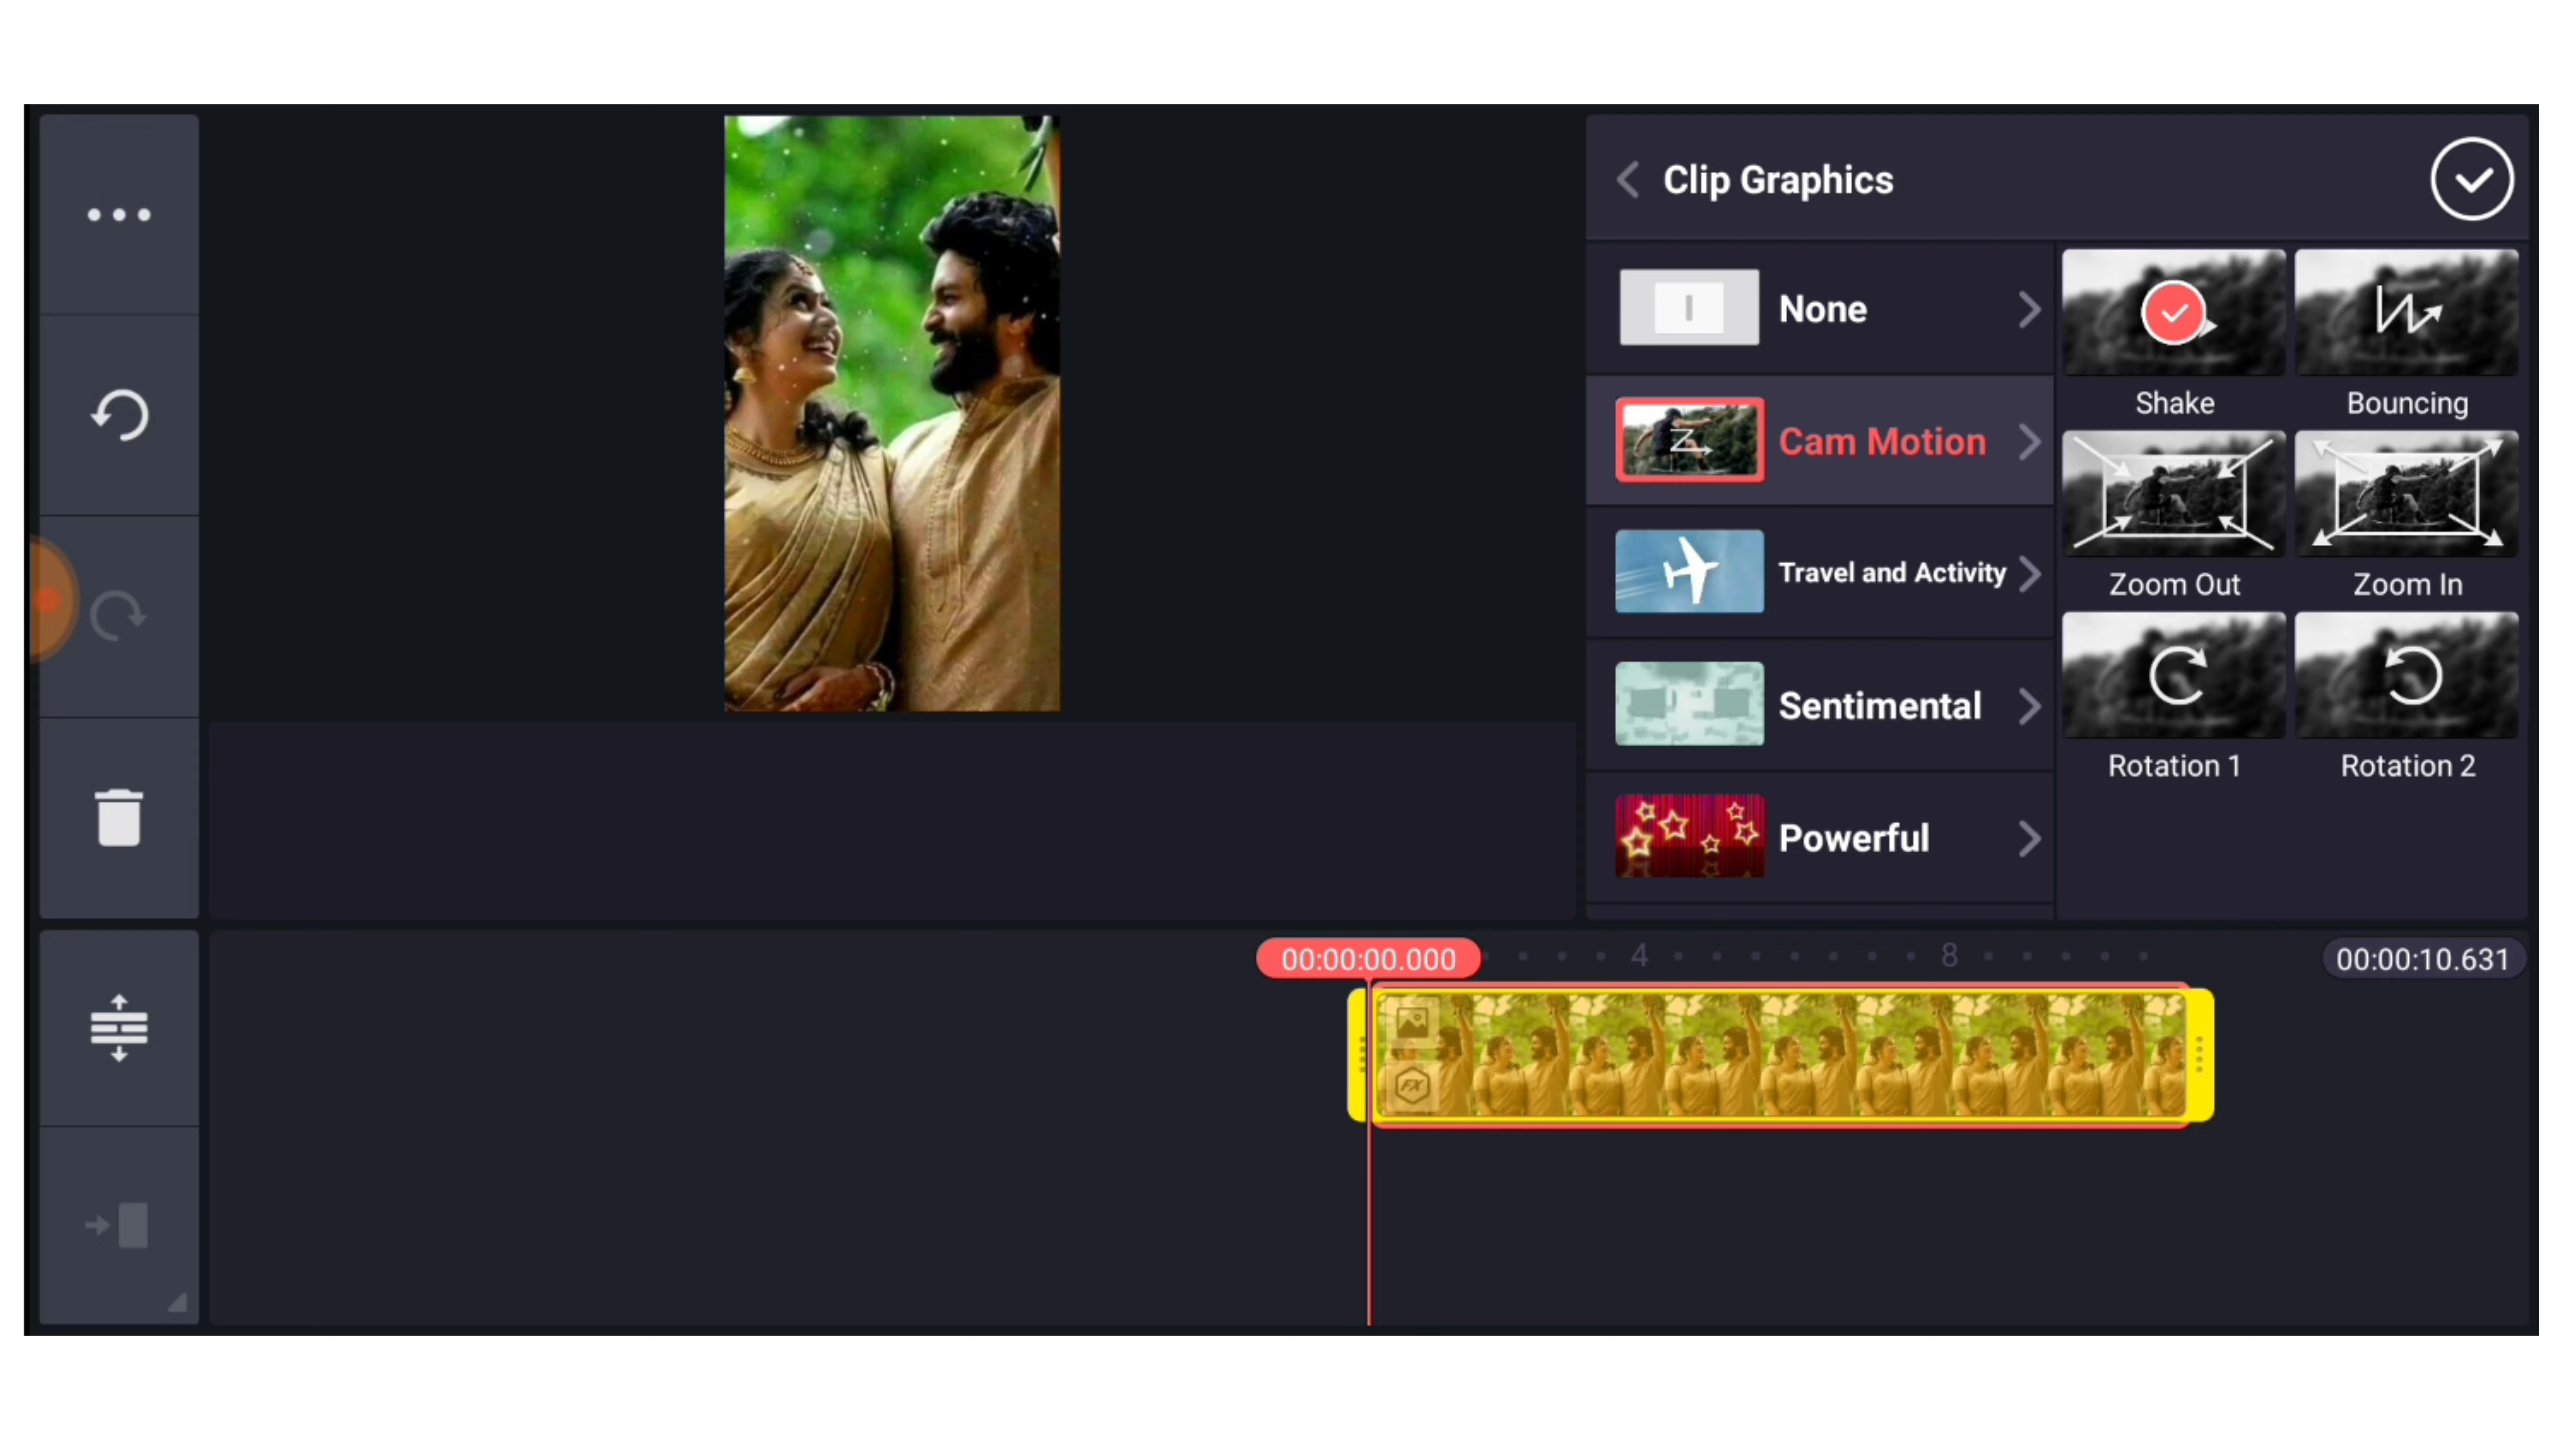 Clip Graphics
None
Cam Motion
Travel and Activity
Sentimental
Powerful
Shake
Bouncing
Zoom Out
Zoom In
Rotation 1
Rotation 2
00:00:00.000
4
8
00:00:10.631
FX